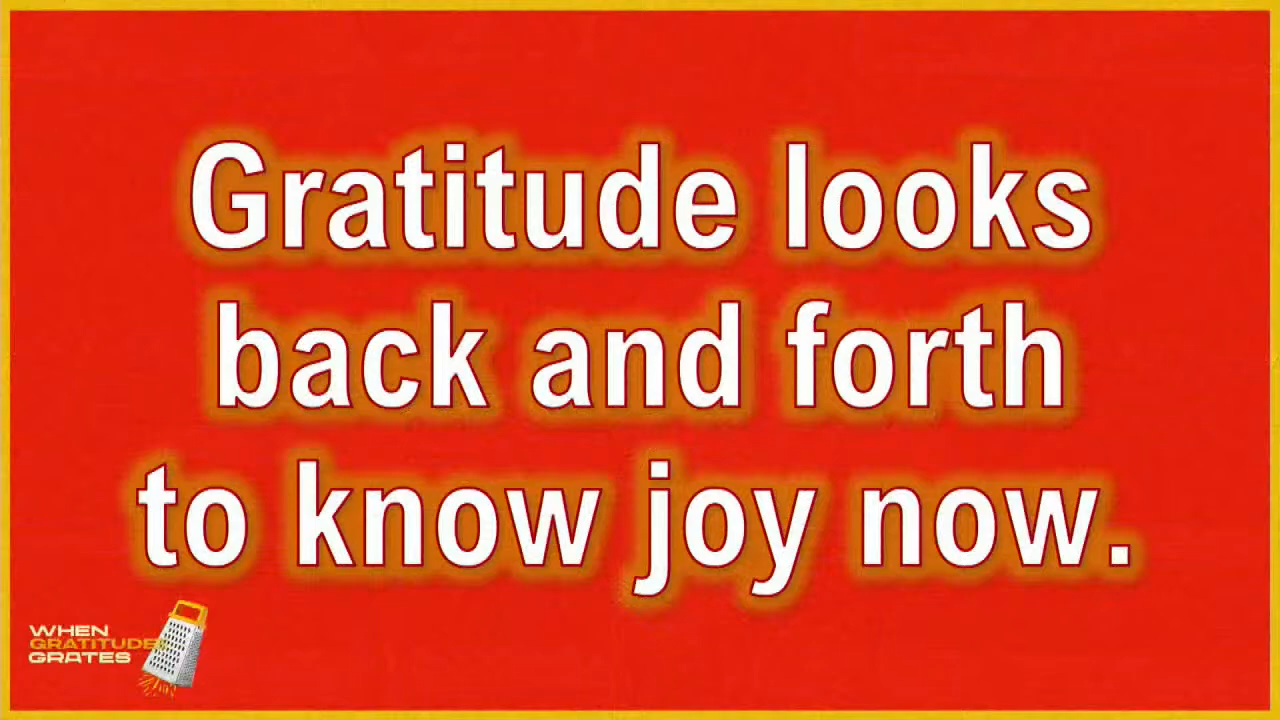 Gratitude looks
back and forth
to know joy now.
WHEN
GRATITUDE
GRATES